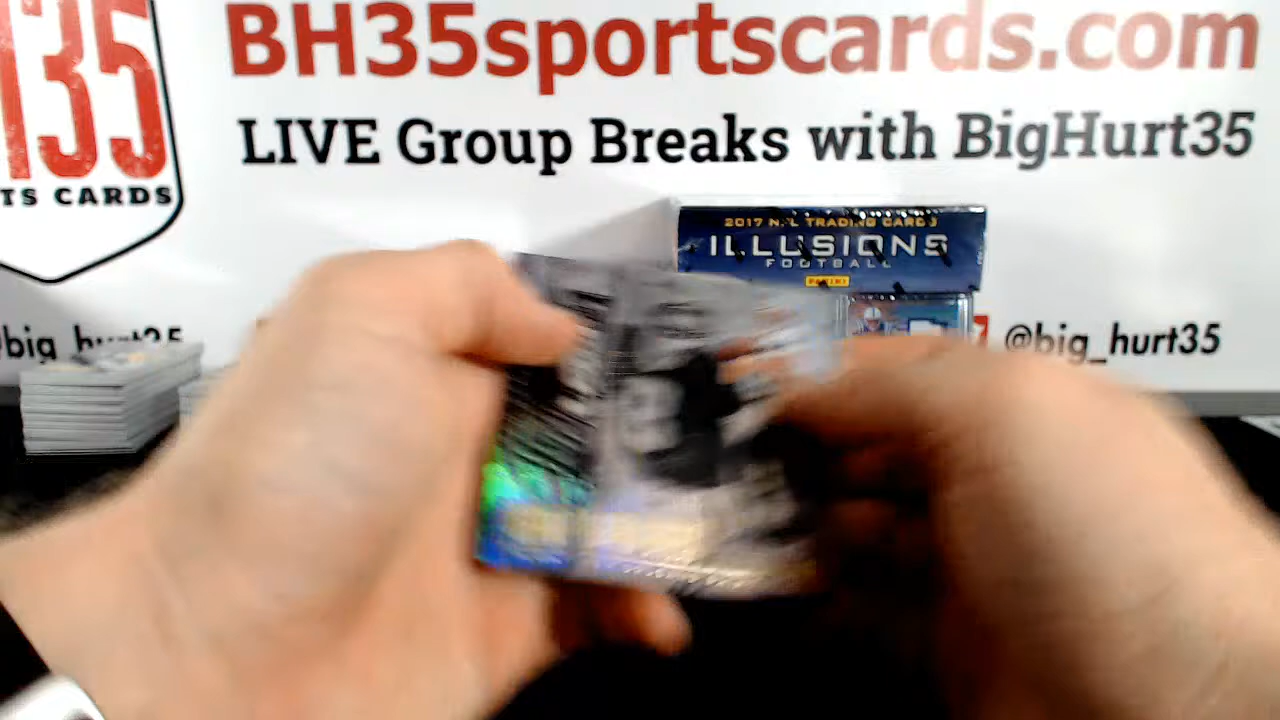 BH35sportscards.com
LIVE Group Breaks with BigHurt35
135
TS CARDS
2017 NFL TRADING CARDS
ILLUSIONS
FOOTBALL
PANINI
big_hurt35
@big_hurt35
8